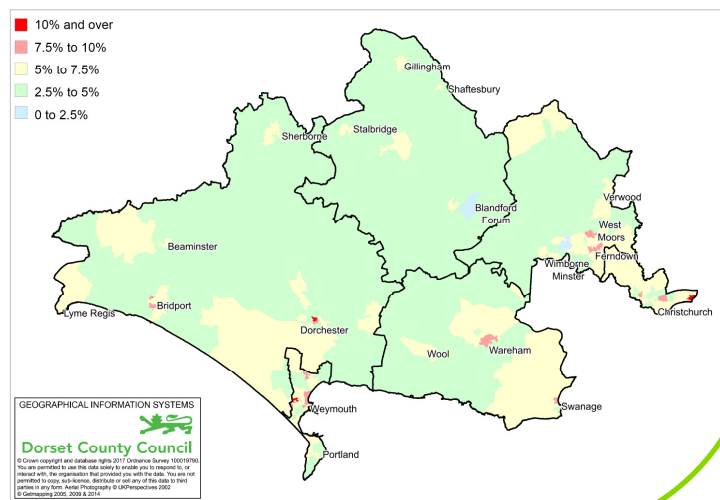 10% and over
7.5% to 10%
5% to 7.5%
2.5% to 5%
0 to 2.5%
Gillingham
Shaftesbury
Sherborne
Stalbridge
Blandford
Forum
Verwood
West
Moors
Ferndown
Wimborne
Minster
Christchurch
Beaminster
Lyme Regis
Bridport
Dorchester
Wool
Wareham
Swanage
Weymouth
Portland
GEOGRAPHICAL INFORMATION SYSTEMS
Dorset County Council
© Crown copyright and database rights 2017 Ordnance Survey 100019790.
You are permitted to use this data solely to enable you to respond to, or
interact with, the organisation that provided you with the data. You are not
permitted to copy, sub-licence, distribute or sell any of this data to third
parties in any form. Aerial Photography © UKPerspectives 2002
© Getmapping 2005, 2009 & 2014